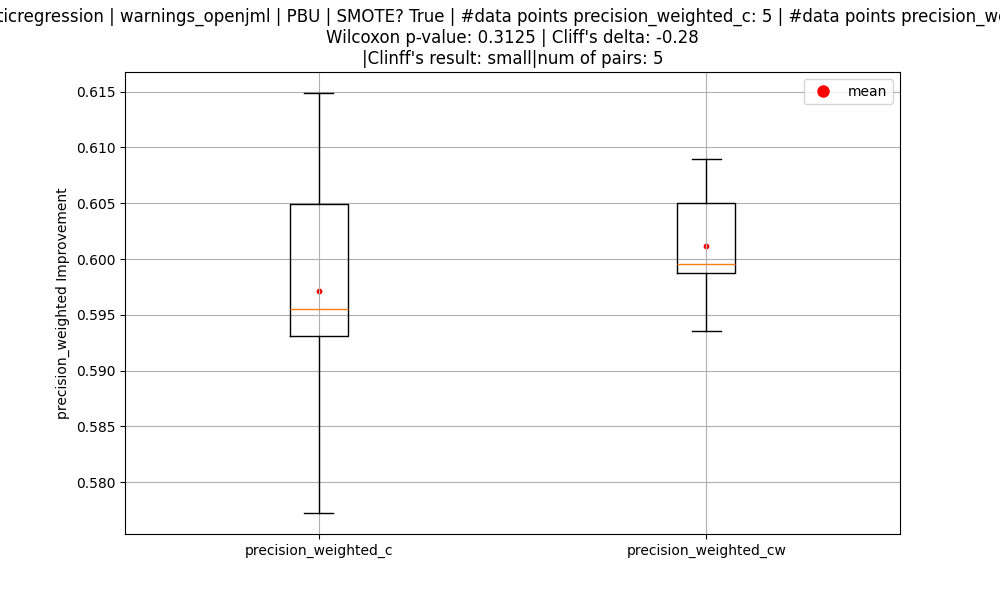 ticregression | warnings_openjml | PBU | SMOTE? True | #data points precision_weighted_c: 5 | #data points
Wilcoxon p-value: 0.3125 | Cliff's delta: -0.28
|Clinff's result: small|num of pairs: 5
mean
0.615
0.610
0.605
0.600
0.595
0.590
0.585
0.580
precision_weighted Improvement
precision_weighted_c
precision_weighted_cw